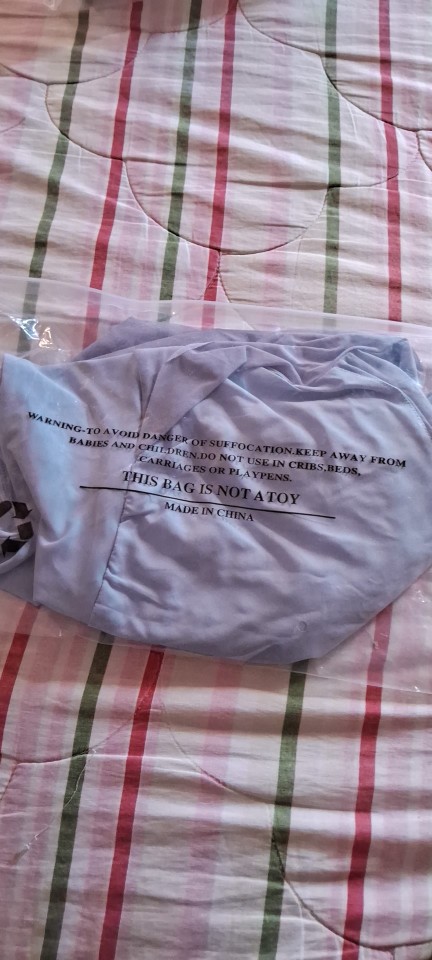 WARNING-TO AVOID DANGER OF SUFFOCATION.KEEP AWAY FROM
BABIES AND CHILDREN.DO NOT USE IN CRIBS,BEDS,
CARRIAGES OR PLAYPENS.
THIS BAG IS NOT A TOY
MADE IN CHINA